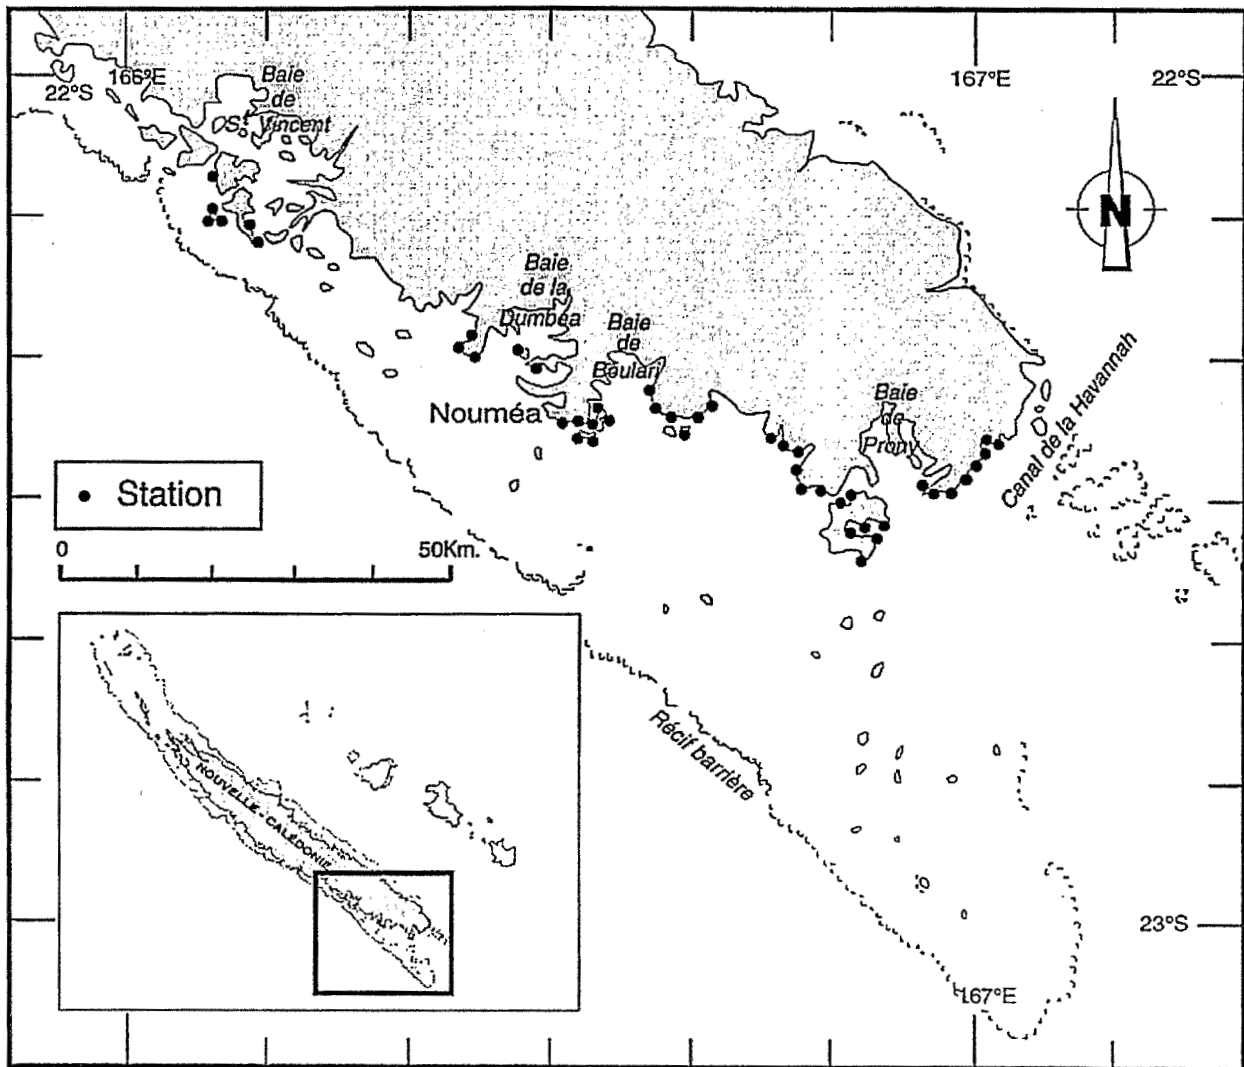 166°E
22°S
Baie
de
St Vincent
167°E
22°S
N
Baie
de la
Dumbéa
Baie
de
Boulari
Nouméa
Baie
de
Prony
Canal de la Havannah
Station
0
50Km.
NOUVELLE-CALÉDONIE
Récif barrière
23°S
167°E